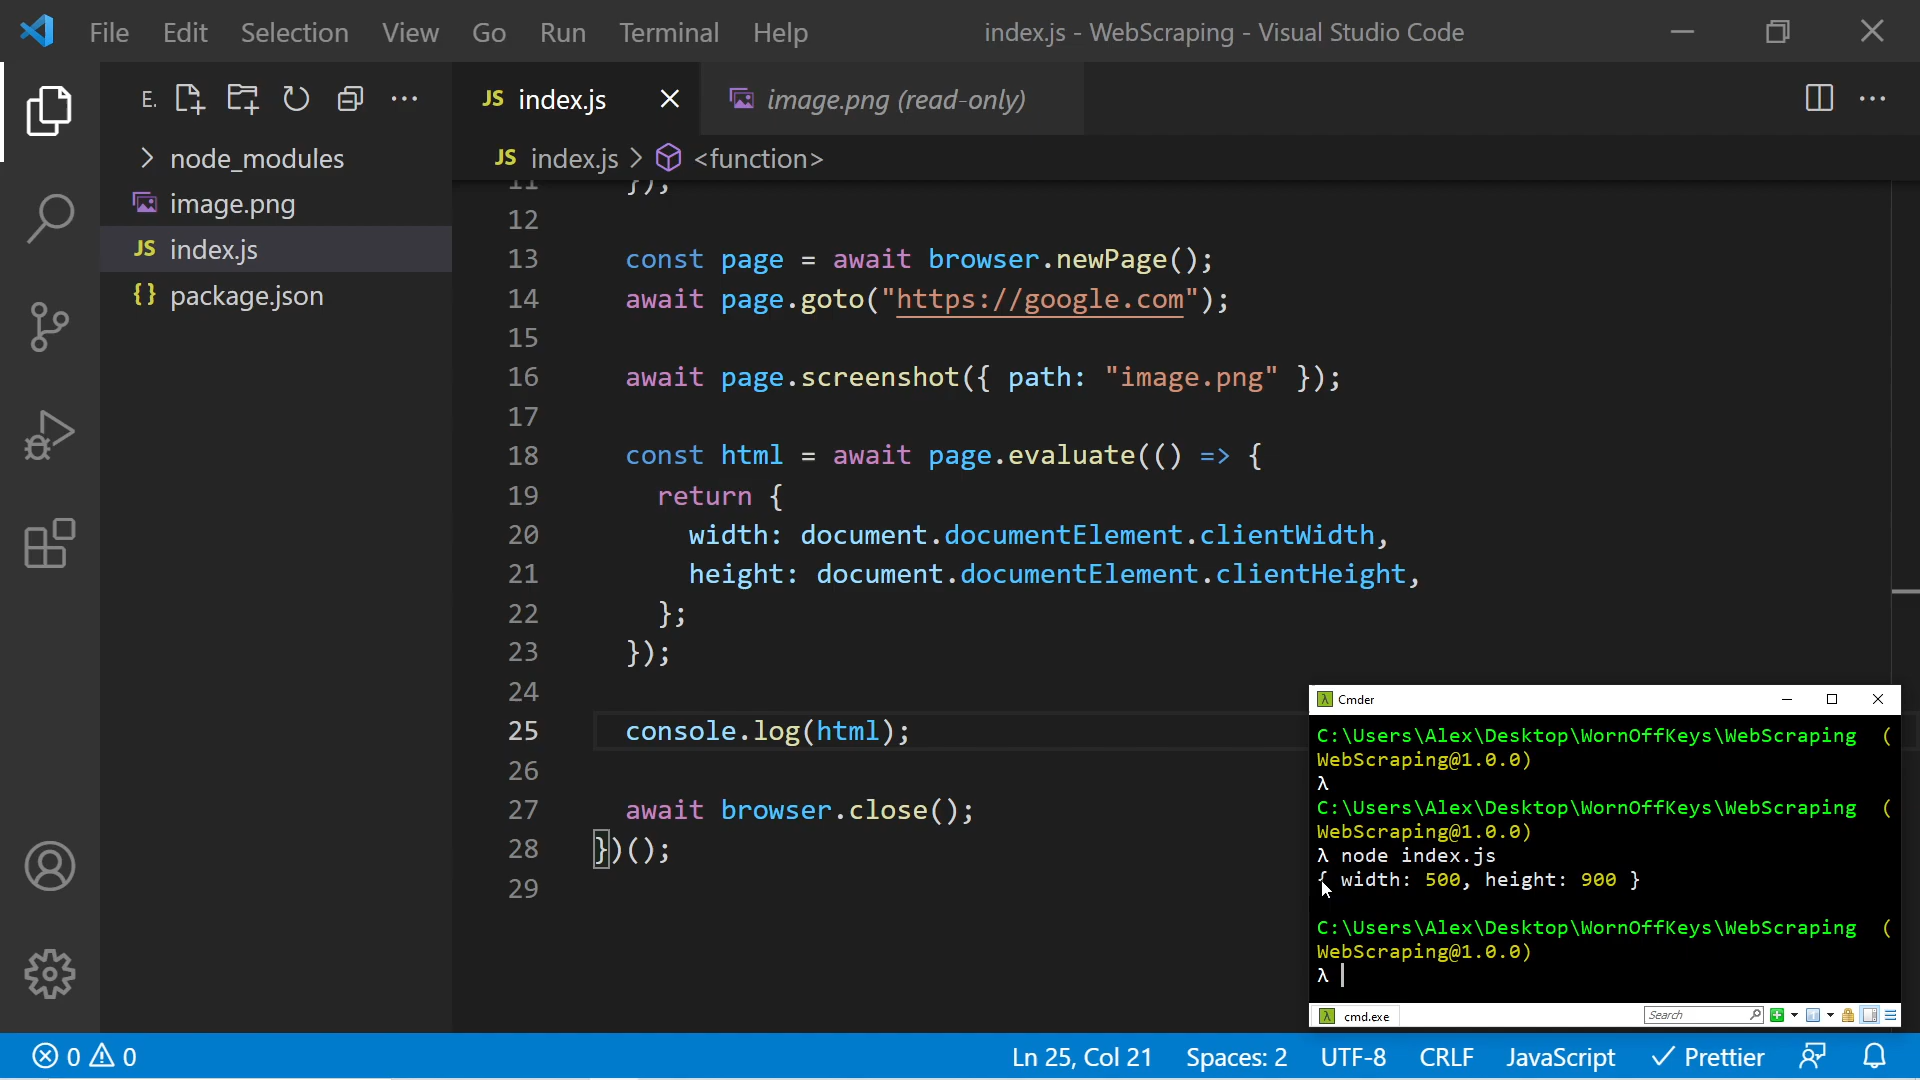 File Edit Selection View Go Run Terminal Help index.js - WebScraping - Visual Studio Code
E.
JS index.js image.png (read-only)
JS index.js > <function>
node_modules
image.png
JS index.js
{} package.json
11 });
12
13 const page = await browser.newPage();
14 await page.goto("https://google.com");
15
16 await page.screenshot({ path: "image.png" });
17
18 const html = await page.evaluate(() => {
19 return {
20 width: document.documentElement.clientWidth,
21 height: document.documentElement.clientHeight,
22 };
23 });
24
25 console.log(html);
26
27 await browser.close();
28 })();
29
λ Cmder
C:\Users\Alex\Desktop\WornOffKeys\WebScraping (
WebScraping@1.0.0)
λ
C:\Users\Alex\Desktop\WornOffKeys\WebScraping (
WebScraping@1.0.0)
λ node index.js
{ width: 500, height: 900 }
C:\Users\Alex\Desktop\WornOffKeys\WebScraping (
WebScraping@1.0.0)
λ
λ cmd.exe Search
0 0 Ln 25, Col 21 Spaces: 2 UTF-8 CRLF JavaScript Prettier